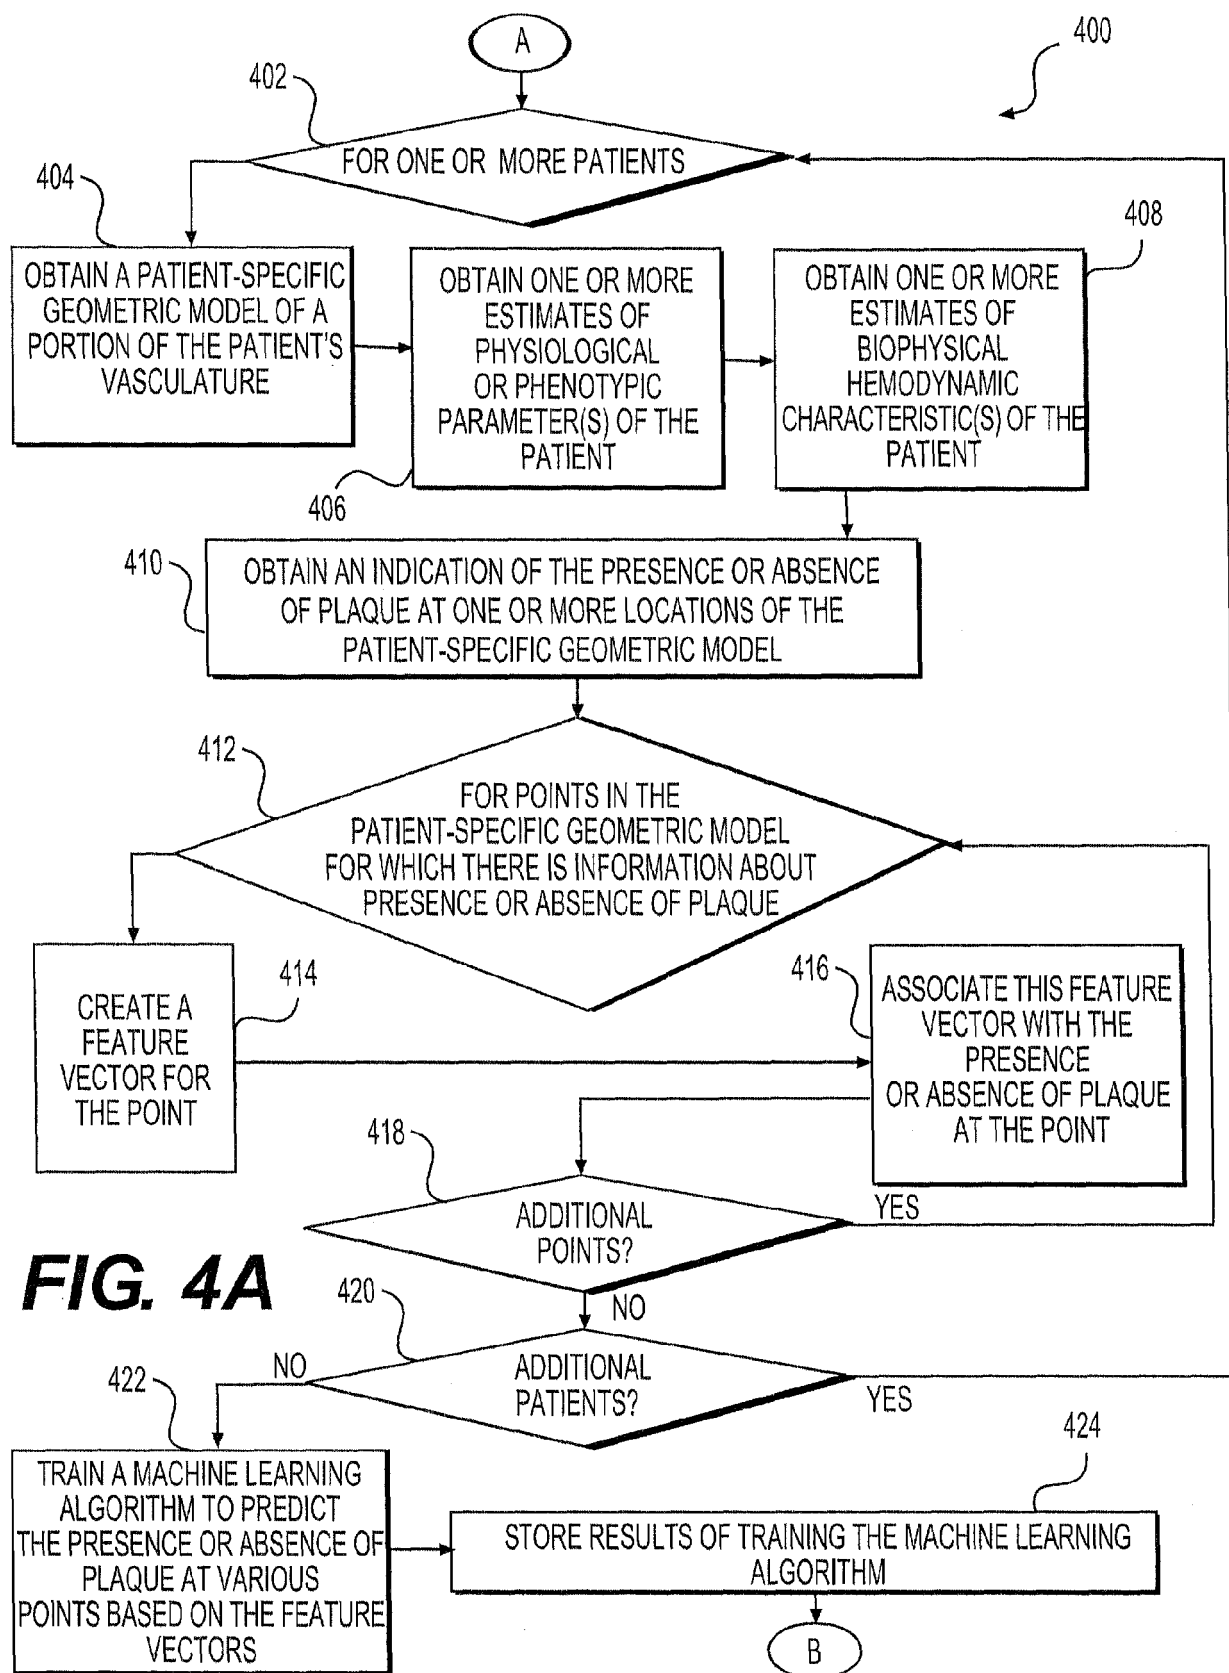 A
400
402
FOR ONE OR MORE PATIENTS
404
OBTAIN A PATIENT-SPECIFIC
GEOMETRIC MODEL OF A
PORTION OF THE PATIENT'S
VASCULATURE
OBTAIN ONE OR MORE
ESTIMATES OF
PHYSIOLOGICAL
OR PHENOTYPIC
PARAMETER(S) OF THE
PATIENT
406
408
OBTAIN ONE OR MORE
ESTIMATES OF
BIOPHYSICAL
HEMODYNAMIC
CHARACTERISTIC(S) OF THE
PATIENT
410
OBTAIN AN INDICATION OF THE PRESENCE OR ABSENCE
OF PLAQUE AT ONE OR MORE LOCATIONS OF THE
PATIENT-SPECIFIC GEOMETRIC MODEL
412
FOR POINTS IN THE
PATIENT-SPECIFIC GEOMETRIC MODEL
FOR WHICH THERE IS INFORMATION ABOUT
PRESENCE OR ABSENCE OF PLAQUE
414
CREATE A
FEATURE
VECTOR FOR
THE POINT
416
ASSOCIATE THIS FEATURE
VECTOR WITH THE
PRESENCE
OR ABSENCE OF PLAQUE
AT THE POINT
418
ADDITIONAL
POINTS?
YES
NO
FIG. 4A
420
ADDITIONAL
PATIENTS?
NO
YES
422
TRAIN A MACHINE LEARNING
ALGORITHM TO PREDICT
THE PRESENCE OR ABSENCE OF
PLAQUE AT VARIOUS
POINTS BASED ON THE FEATURE
VECTORS
424
STORE RESULTS OF TRAINING THE MACHINE LEARNING
ALGORITHM
B